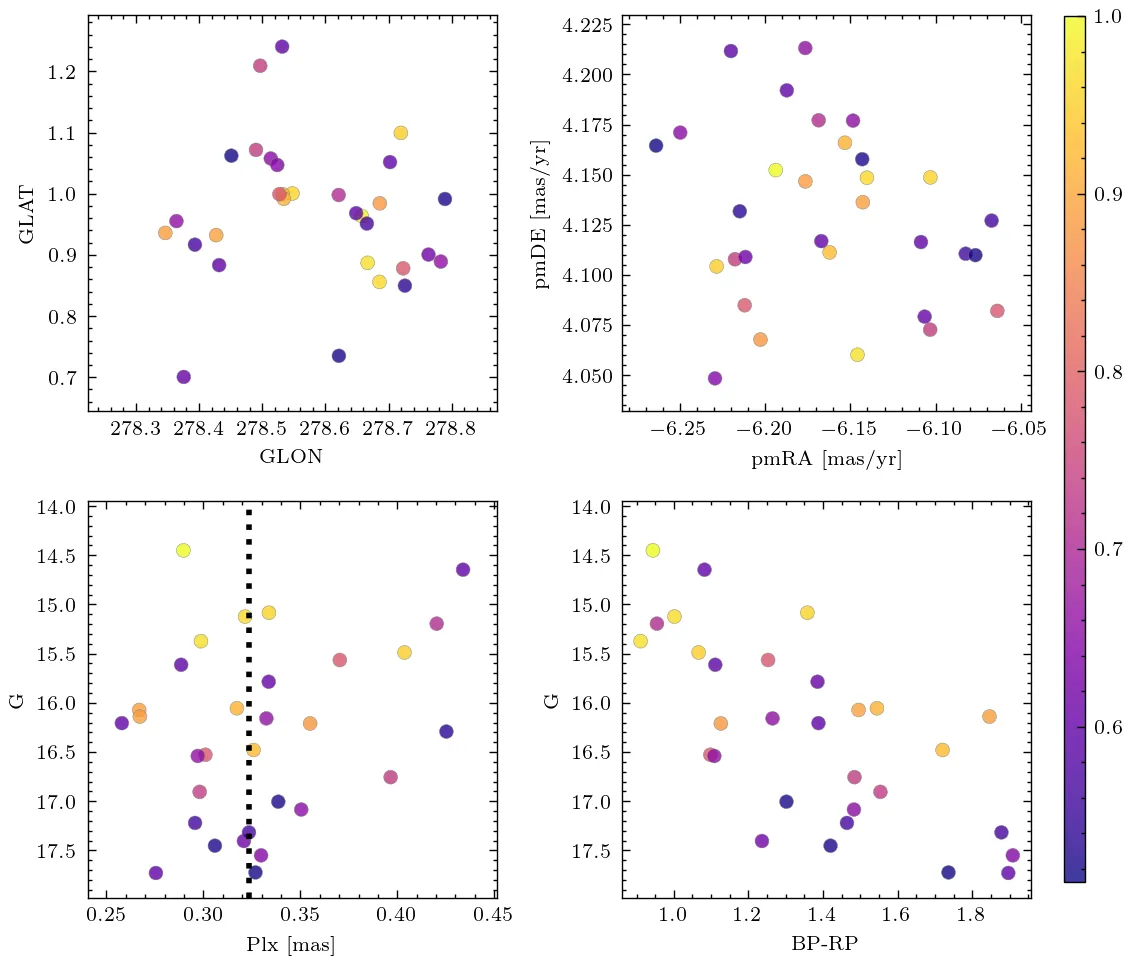 1.2
1.1
1.0
0.9
0.8
0.7
GLAT
278.3 278.4 278.5 278.6 278.7 278.8
GLON
4.225
4.200
4.175
4.150
4.125
4.100
4.075
4.050
pmDE [mas/yr]
−6.25 −6.20 −6.15 −6.10 −6.05
pmRA [mas/yr]
14.0
14.5
15.0
15.5
16.0
16.5
17.0
17.5
G
0.25 0.30 0.35 0.40 0.45
Plx [mas]
14.0
14.5
15.0
15.5
16.0
16.5
17.0
17.5
G
1.0 1.2 1.4 1.6 1.8
BP-RP
1.0
0.9
0.8
0.7
0.6